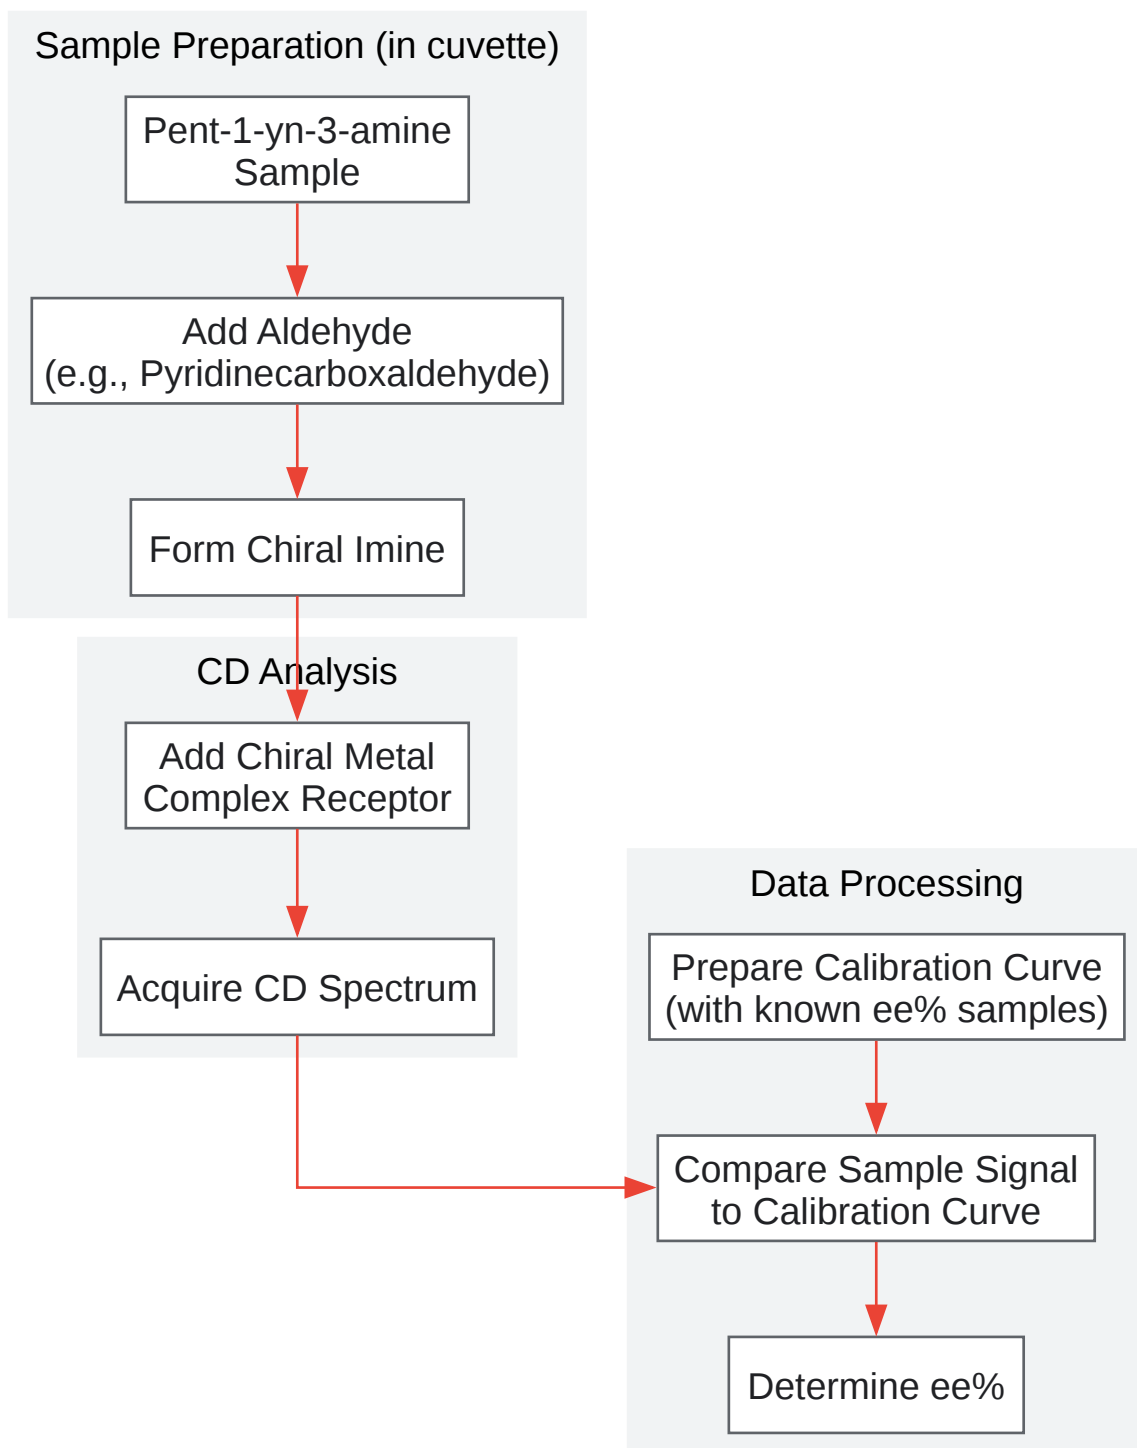 Sample Preparation (in cuvette)
Pent-1-yn-3-amine
Sample
Add Aldehyde
(e.g., Pyridinecarboxaldehyde)
Form Chiral Imine
CD Analysis
Add Chiral Metal
Complex Receptor
Acquire CD Spectrum
Data Processing
Prepare Calibration Curve
(with known ee% samples)
Compare Sample Signal
to Calibration Curve
Determine ee%